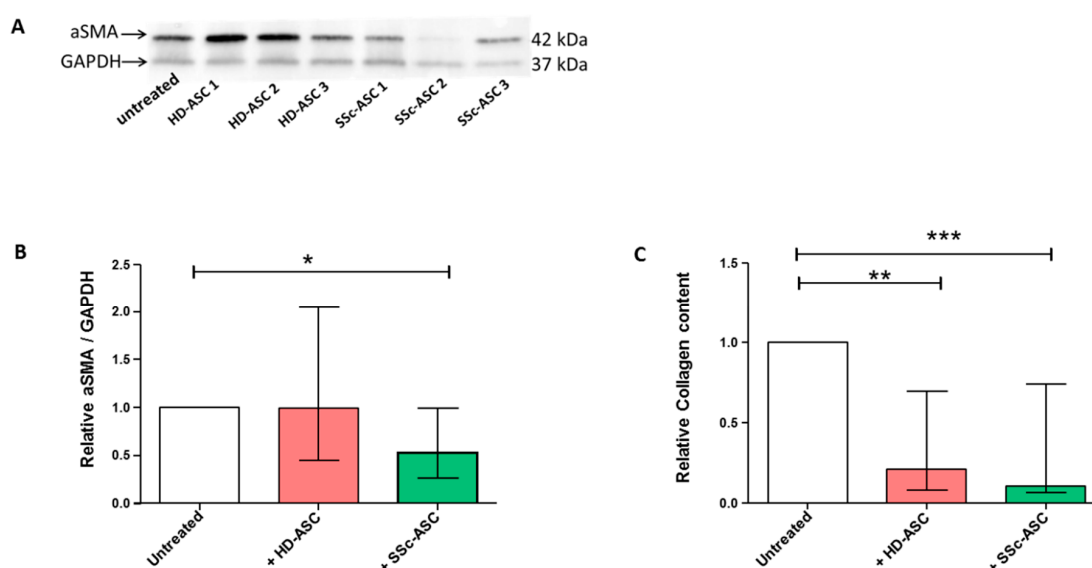 A
aSMA
42 kDa
GAPDH
37 kDa
untreated
HD-ASC 1
HD-ASC 2
HD-ASC 3
SSc-ASC 1
SSc-ASC 2
SSc-ASC 3
B
Relative aSMA / GAPDH
2.5
2.0
1.5
1.0
0.5
0.0
*
Untreated
+ HD-ASC
+ SSc-ASC
C
Relative Collagen content
1.5
1.0
0.5
0.0
***
**
Untreated
+ HD-ASC
+ SSc-ASC